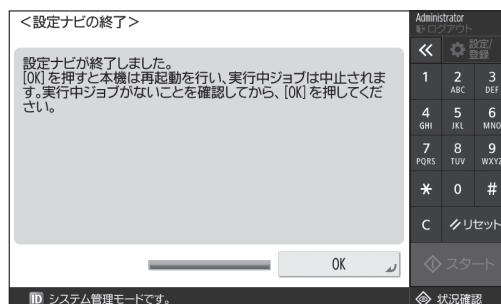 <設定ナビの終了>
設定ナビが終了しました。
[OK]を押すと本機は再起動を行い、実行中ジョブは中止されま
す。実行中ジョブがないことを確認してから、[OK]を押してくだ
さい。
OK
ID システム管理モードです。
Administrator
ID ログアウト
設定/
登録
1 2 3
ABC DEF
4 5 6
GHI JKL MNO
7 8 9
PQRS TUV WXYZ
* 0 #
C リセット
スタート
状況確認